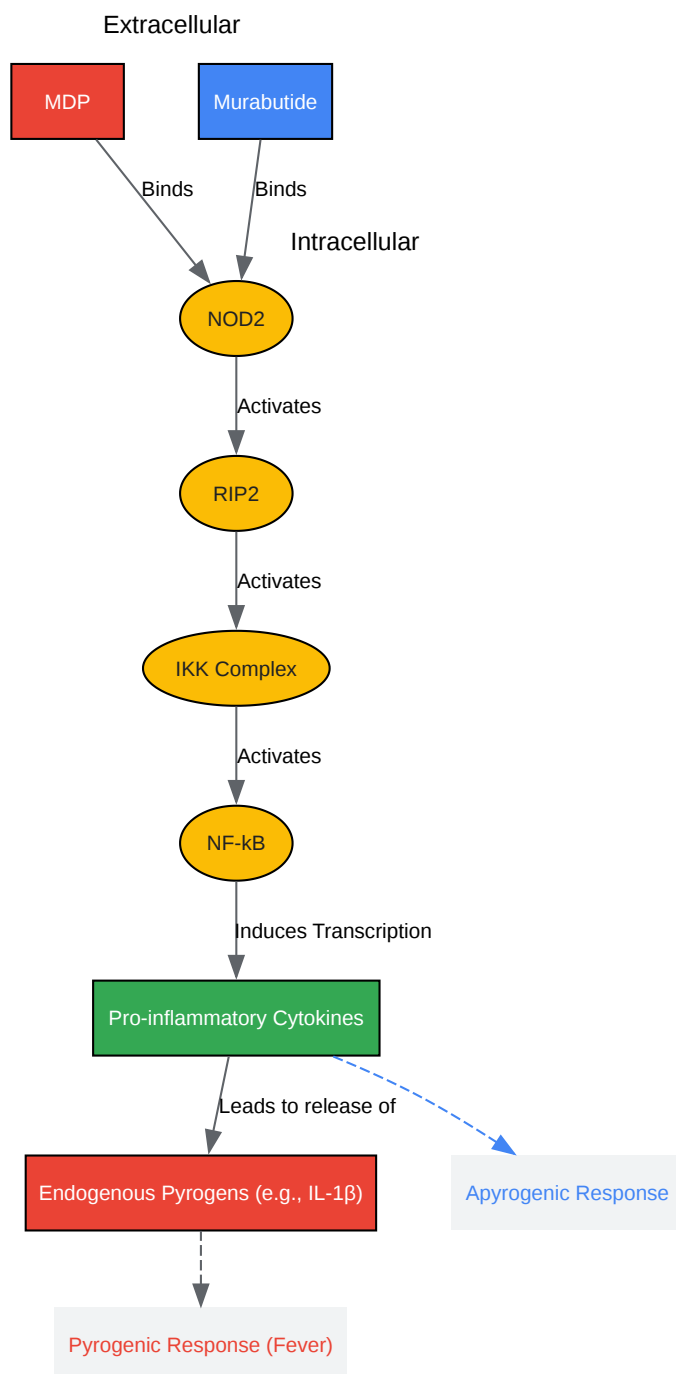 Extracellular
MDP
Murabutide
Binds
Binds
Intracellular
NOD2
Activates
RIP2
Activates
IKK Complex
Activates
NF-kB
Induces Transcription
Pro-inflammatory Cytokines
Leads to release of
Endogenous Pyrogens (e.g., IL-1β)
Apyrogenic Response
Pyrogenic Response (Fever)